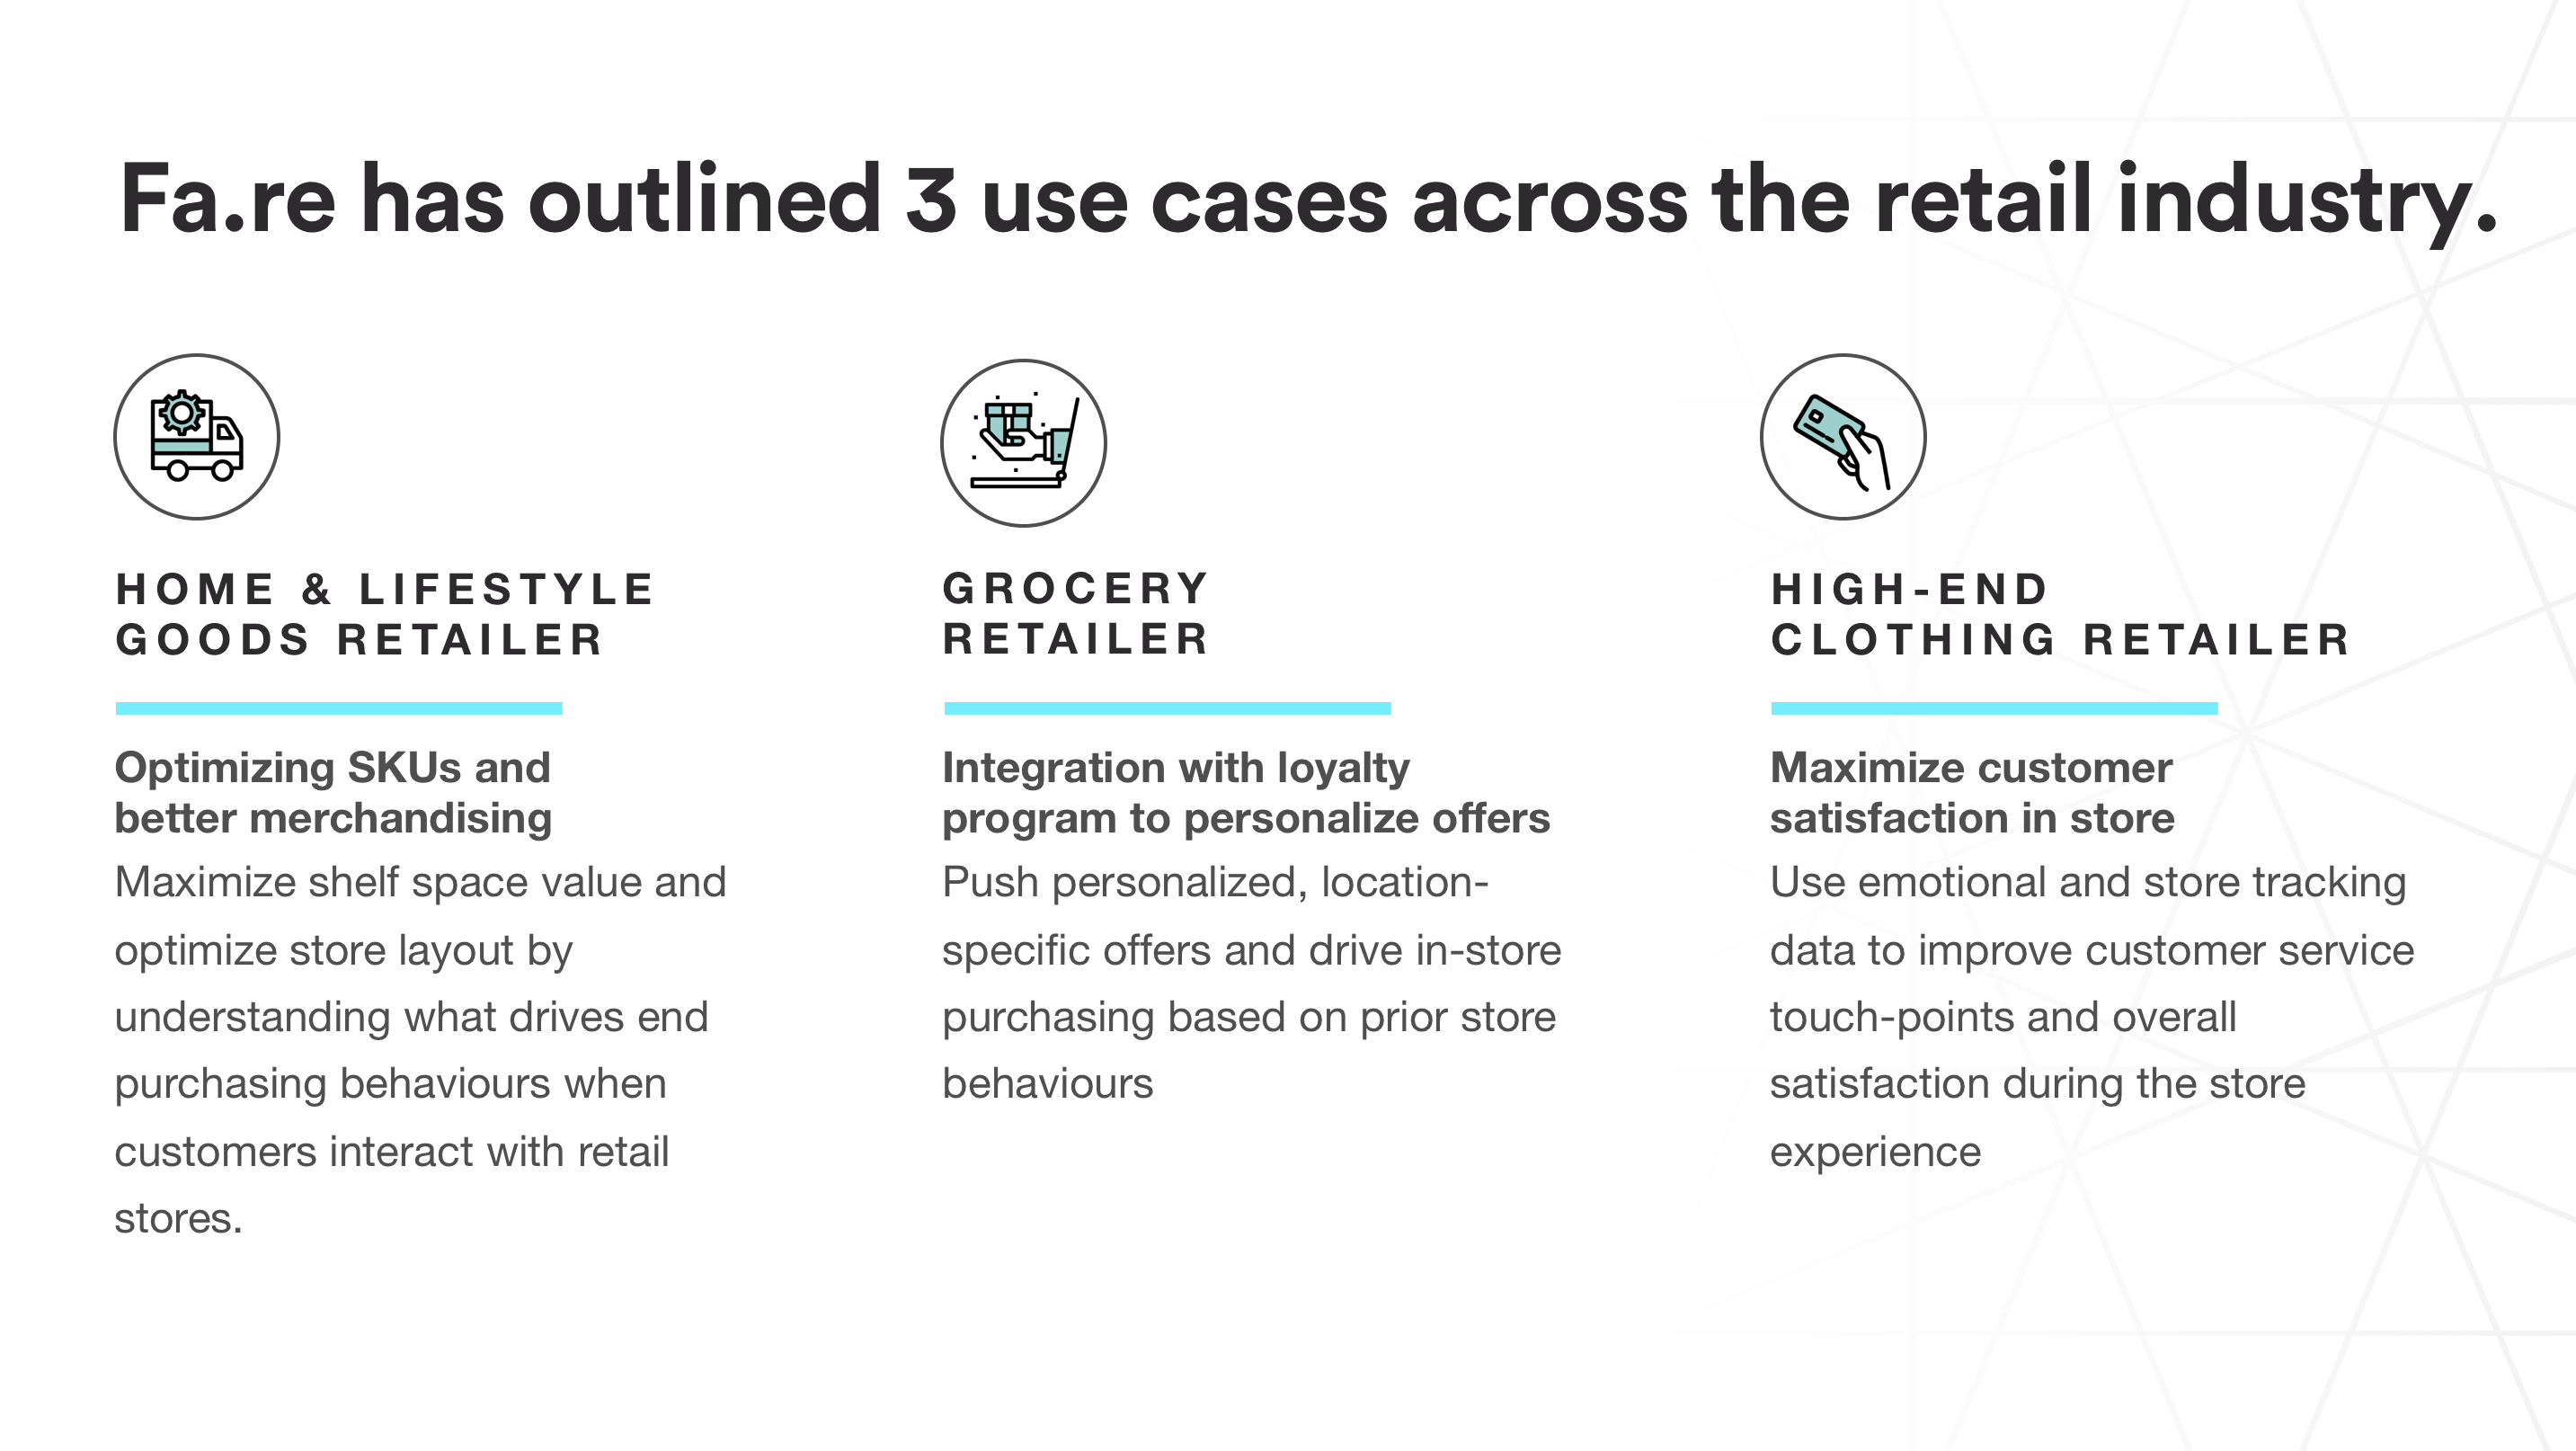 Fa.re has outlined 3 use cases across the retail industry.
HOME & LIFESTYLE
GOODS RETAILER
Optimizing SKUs and
better merchandising
Maximize shelf space value and
optimize store layout by
understanding what drives end
purchasing behaviours when
customers interact with retail
stores.
GROCERY
RETAILER
Integration with loyalty
program to personalize offers
Push personalized, location-
specific offers and drive in-store
purchasing based on prior store
behaviours
HIGH-END
CLOTHING RETAILER
Maximize customer
satisfaction in store
Use emotional and store tracking
data to improve customer service
touch-points and overall
satisfaction during the store
experience